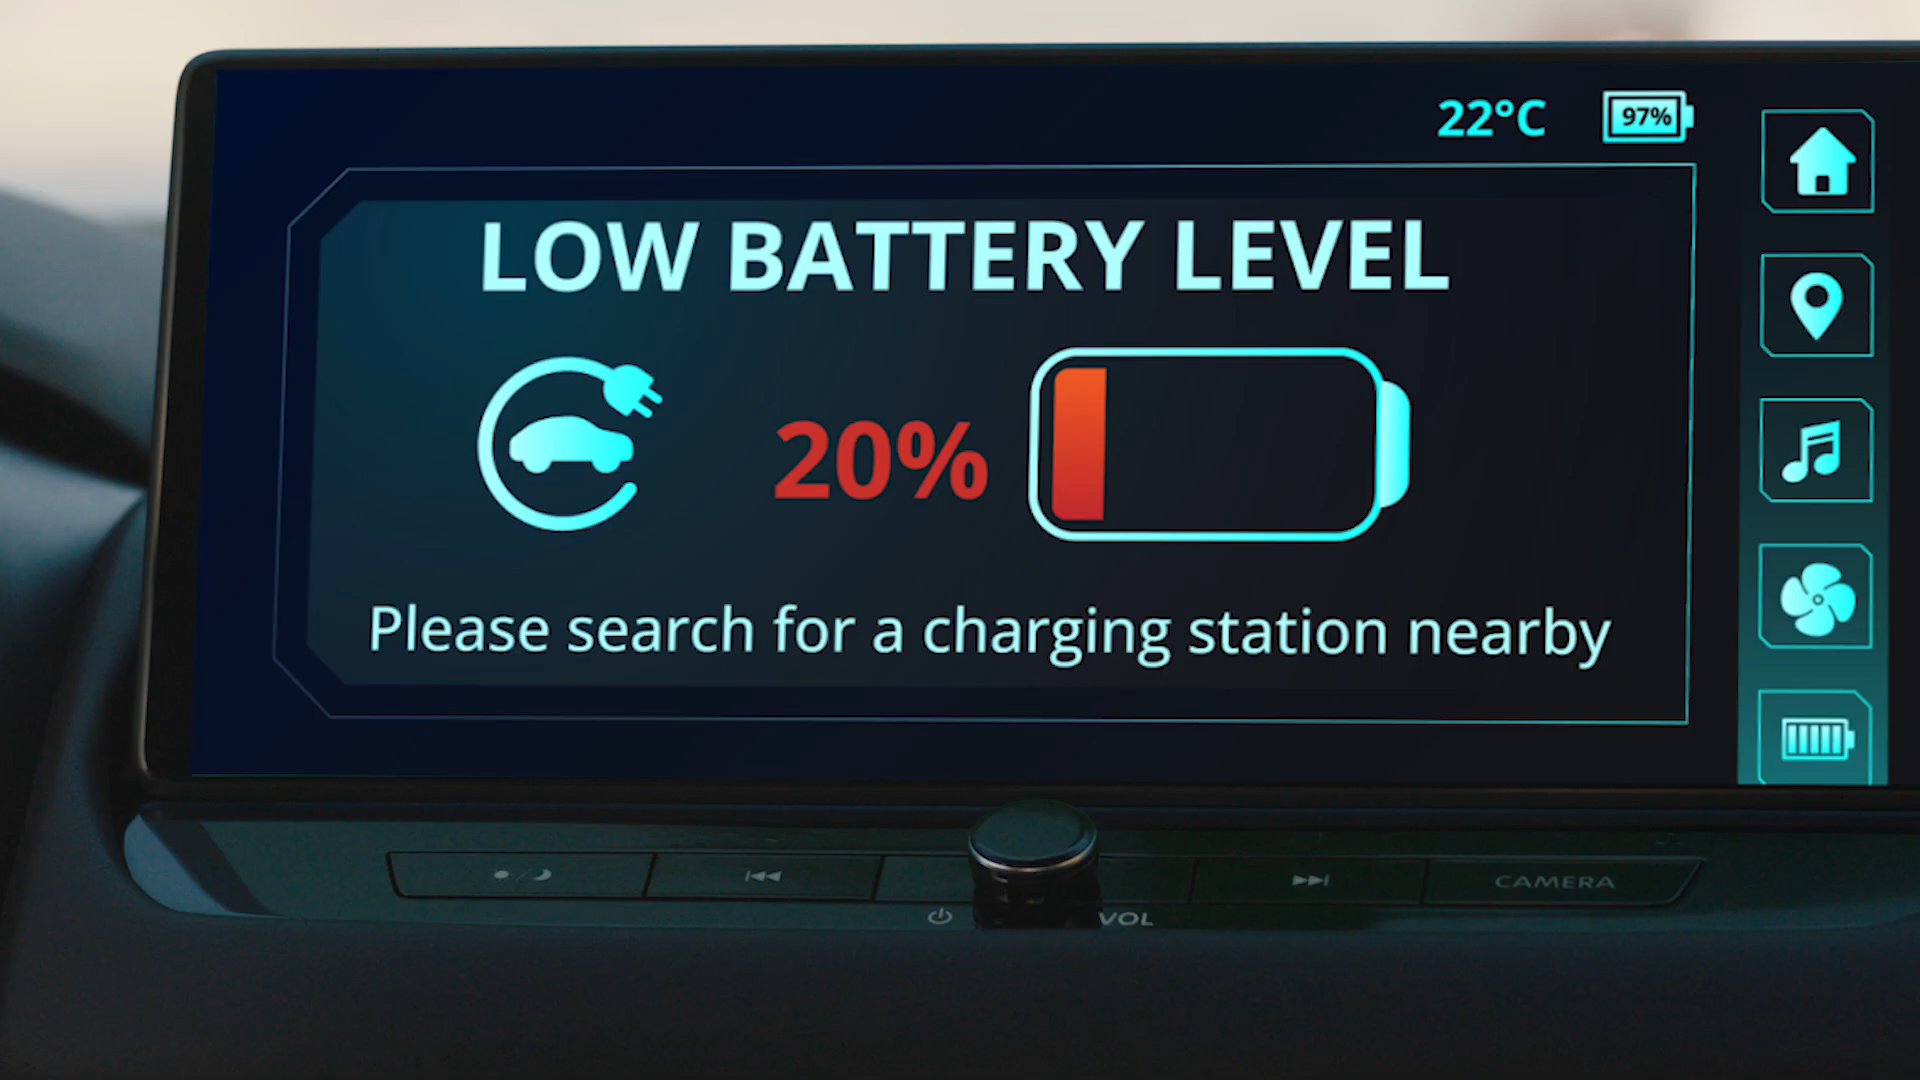 22°C 97%
LOW BATTERY LEVEL
20%
Please search for a charging station nearby
CAMERA
VOL